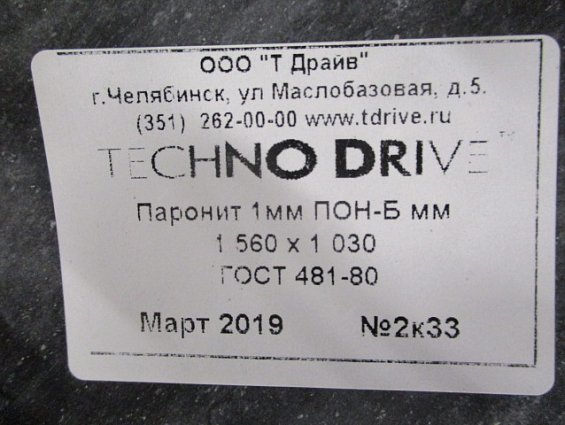 ООО "Т Драйв"
г.Челябинск, ул Маслобазовая, д.5.
(351) 262-00-00 www.tdrive.ru
TECHNO DRIVE™
Паронит 1мм ПОН-Б мм
1 560 х 1 030
ГОСТ 481-80
Март 2019 №2к33